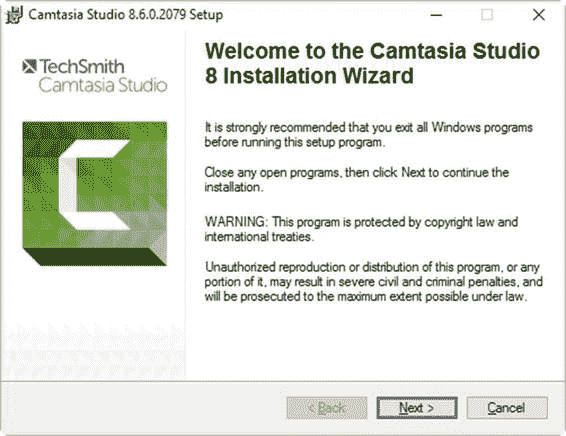 Camtasia Studio 8.6.0.2079 Setup
TechSmith
Camtasia Studio
Welcome to the Camtasia Studio
8 Installation Wizard
It is strongly recommended that you exit all Windows programs
before running this setup program.
Close any open programs, then click Next to continue the
installation.
WARNING: This program is protected by copyright law and
international treaties.
Unauthorized reproduction or distribution of this program, or any
portion of it, may result in severe civil and criminal penalties, and
will be prosecuted to the maximum extent possible under law.
< Back
Next >
Cancel